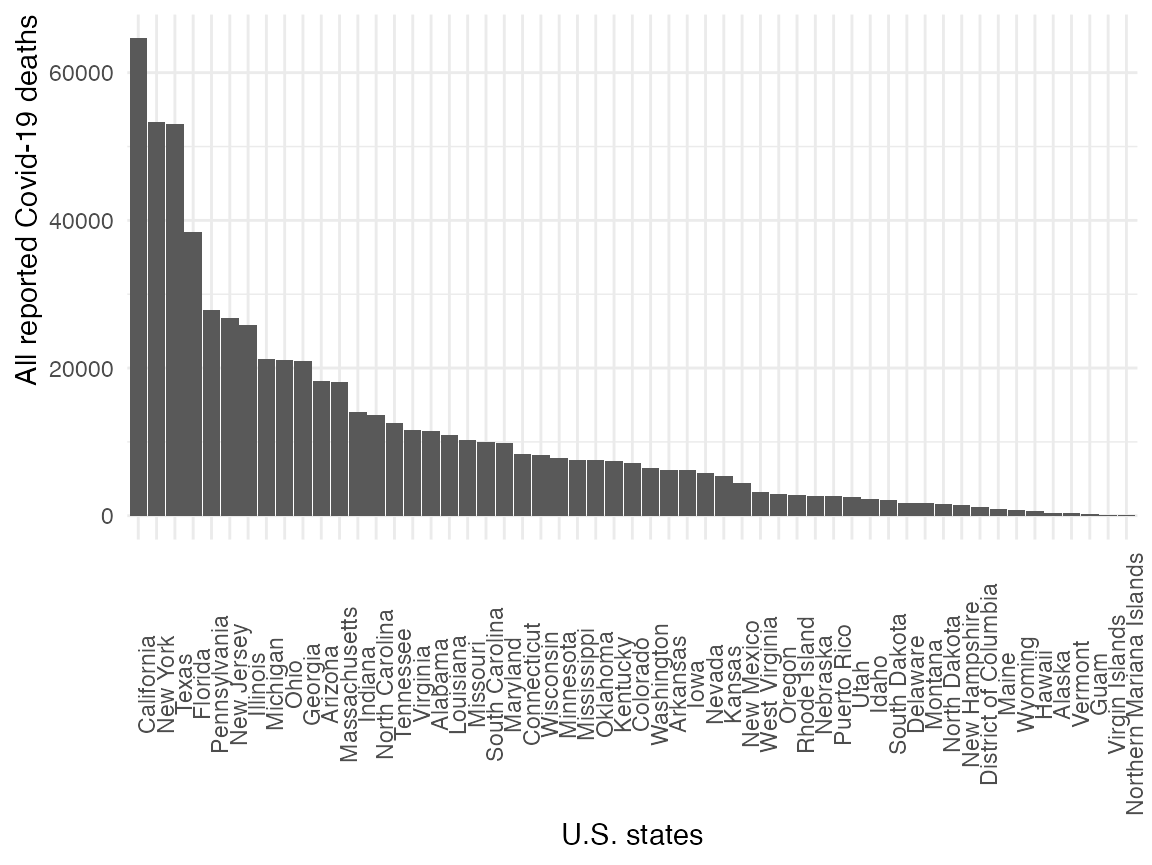 All reported Covid-19 deaths
60000
40000
20000
0
California
New York
Texas
Florida
Pennsylvania
New Jersey
Illinois
Michigan
Ohio
Georgia
Arizona
Massachusetts
Indiana
North Carolina
Tennessee
Virginia
Alabama
Louisiana
Missouri
South Carolina
Maryland
Connecticut
Wisconsin
Minnesota
Mississippi
Oklahoma
Kentucky
Colorado
Washington
Arkansas
Iowa
Nevada
Kansas
New Mexico
West Virginia
Oregon
Rhode Island
Nebraska
Puerto Rico
Utah
Idaho
South Dakota
Delaware
Montana
North Dakota
New Hampshire
District of Columbia
Maine
Wyoming
Hawaii
Alaska
Vermont
Guam
Virgin Islands
Northern Mariana Islands
U.S. states